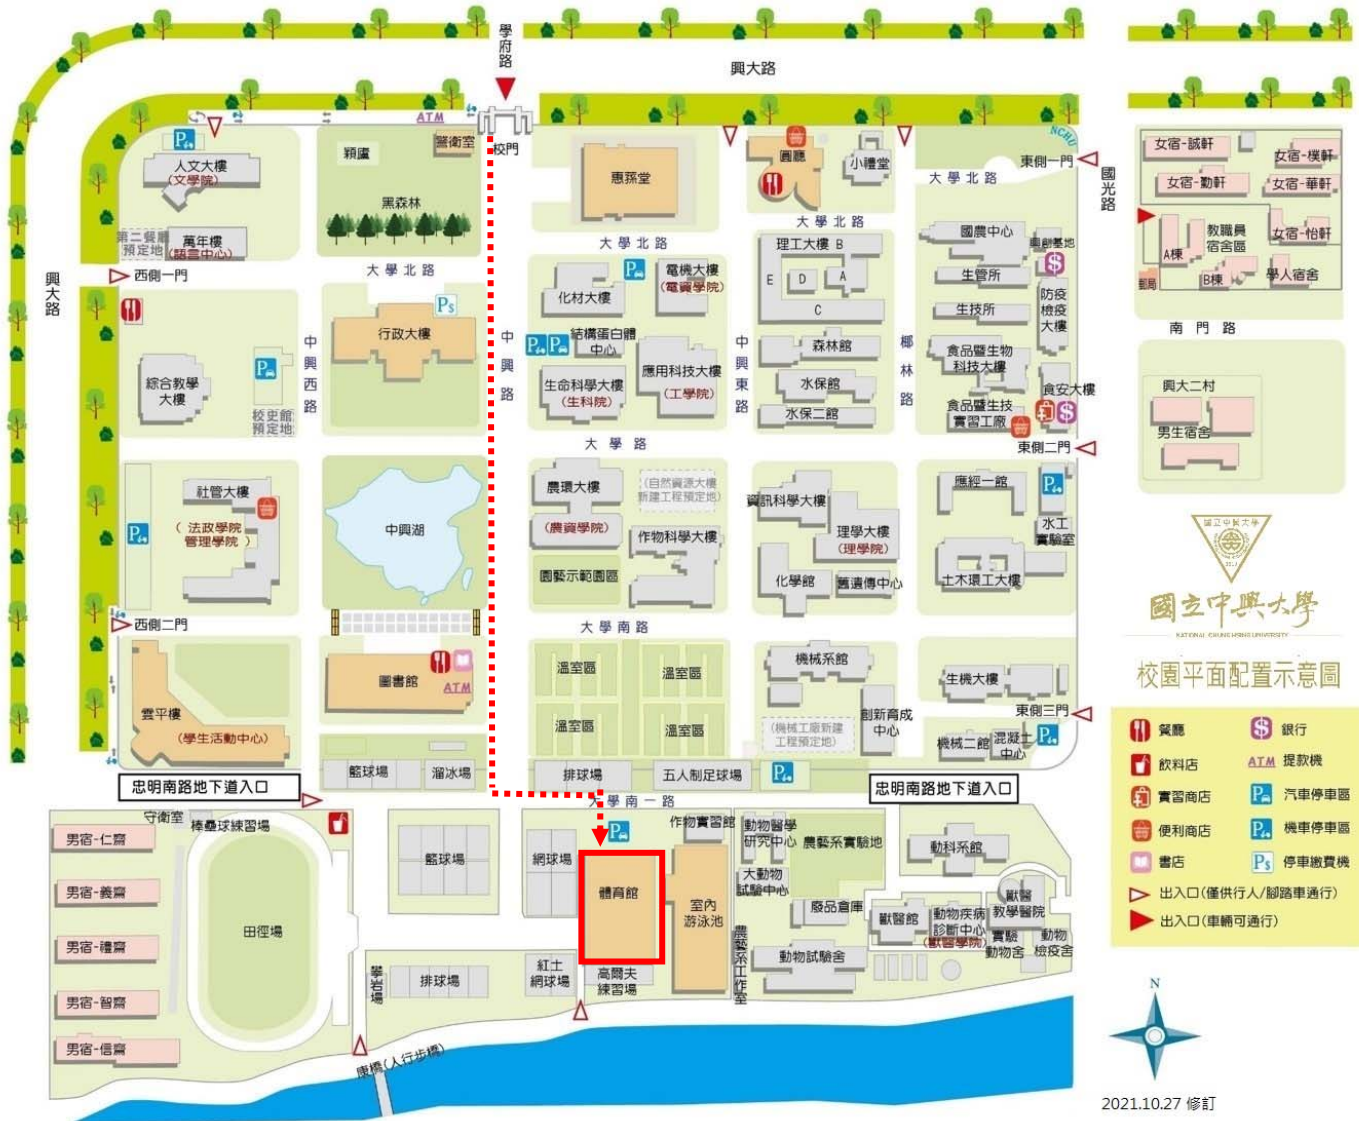 學府路
興大路
ATM
警衛室
校門
人文大樓
(文學院)
穎廬
黑森林
萬年樓
(語言中心)
第二餐廳
預定地
大學北路
西側一門
興大路
惠蓀堂
大學北路
圓廳
小禮堂
大學北路
大學北路
NCHU
東側一門
國光路
女宿-誠軒
女宿-樸軒
女宿-勤軒
女宿-華軒
女宿-怡軒
教職員
宿舍區
A棟
B棟
學人宿舍
郵局
南門路
興大二村
男生宿舍
行政大樓
中興西路
中興路
綜合教學
大樓
校史館
預定地
化材大樓
電機大樓
(電資學院)
結構蛋白體
中心
生命科學大樓
(生科院)
應用科技大樓
(工學院)
中興東路
理工大樓 B
E
D
A
C
森林館
水保館
水保二館
椰林路
國農中心
車創基地
生管所
生技所
防疫
檢疫
大樓
食品暨生物
科技大樓
食品暨生技
實習工廠
食安大樓
大學路
東側二門
社管大樓
(法政學院
管理學院)
中興湖
農環大樓
(農資學院)
(自然資源大樓
新建工程預定地)
作物科學大樓
園藝示範園區
資訊科學大樓
理學大樓
(理學院)
化學館
舊遺傳中心
應經一館
水工
實驗室
土木環工大樓
西側二門
大學南路
雲平樓
(學生活動中心)
圖書館
ATM
溫室區
溫室區
溫室區
溫室區
機械系館
(機械工廠新建
工程預定地)
創新育成
中心
生機大樓
東側三門
機械二館
混凝土
中心
籃球場
溜冰場
排球場
五人制足球場
忠明南路地下道入口
忠明南路地下道入口
大學南一路
守衛室
棒壘球練習場
男宿-仁齋
男宿-義齋
男宿-禮齋
男宿-智齋
男宿-信齋
田徑場
籃球場
網球場
體育館
作物實習館
室內
游泳池
動物醫學
研究中心
大動物
試驗中心
農藝系實驗地
廢品倉庫
動科系館
獸醫館
動物疾病
診斷中心
(獸醫學院)
獸醫
教學醫院
實驗
動物舍
動物
檢疫舍
動物試驗舍
農藝系工作室
攀岩場
排球場
紅土
網球場
高爾夫
練習場
康橋(人行步橋)
國立中興大學
國立中興大學
NATIONAL CHUNG HSING UNIVERSITY
校園平面配置示意圖
餐廳
銀行
飲料店
ATM 提款機
實習商店
汽車停車區
便利商店
機車停車區
書店
停車繳費機
出入口(僅供行人/腳踏車通行)
出入口(車輛可通行)
N
2021.10.27 修訂